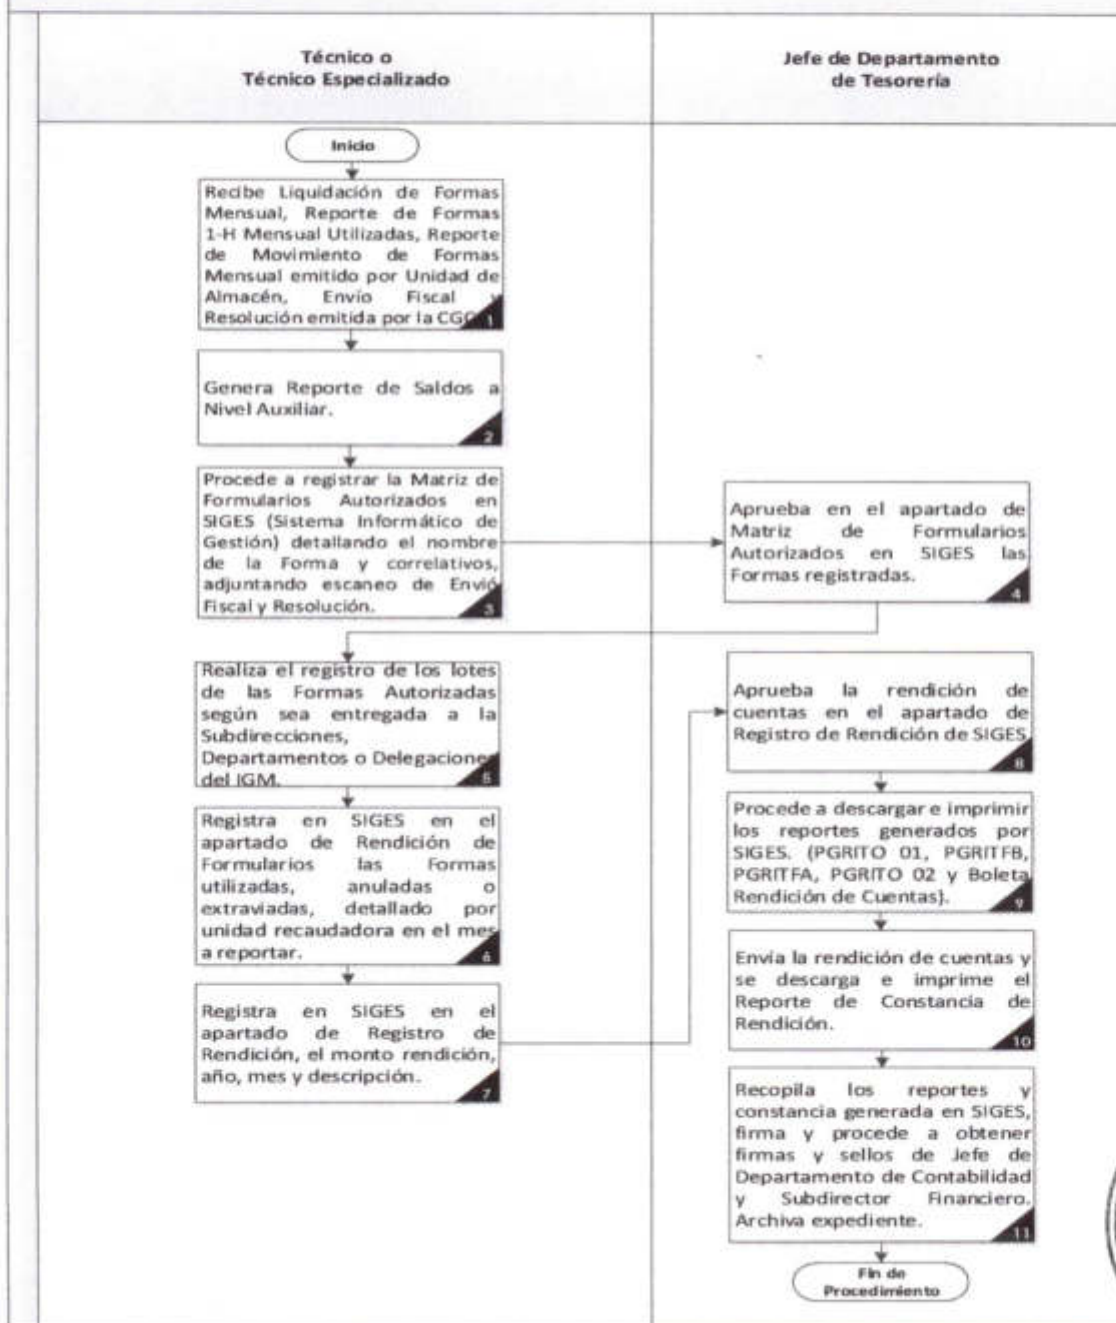 Técnico o
Técnico Especializado
Jefe de Departamento
de Tesorería
Inicio
Recibe Liquidación de Formas
Mensual, Reporte de Formas
1-H Mensual Utilizadas, Reporte
de Movimiento de Formas
Mensual emitido por Unidad de
Almacén, Envío Fiscal y
Resolución emitida por la CGC
1
Genera Reporte de Saldos a
Nivel Auxiliar.
2
Procede a registrar la Matriz de
Formularios Autorizados en
SIGES (Sistema Informático de
Gestión) detallando el nombre
de la Forma y correlativos,
adjuntando escaneo de Envió
Fiscal y Resolución.
3
Aprueba en el apartado de
Matriz de Formularios
Autorizados en SIGES las
Formas registradas.
4
Realiza el registro de los lotes
de las Formas Autorizadas
según sea entregada a la
Subdirecciones,
Departamentos o Delegaciones
del IGM.
5
Registra en SIGES en el
apartado de Rendición de
Formularios las Formas
utilizadas, anuladas o
extraviadas, detallado por
unidad recaudadora en el mes
a reportar.
6
Registra en SIGES en el
apartado de Registro de
Rendición, el monto rendición,
año, mes y descripción.
7
Aprueba la rendición de
cuentas en el apartado de
Registro de Rendición de SIGES
8
Procede a descargar e imprimir
los reportes generados por
SIGES. (PGRITO 01, PGRITFB,
PGRITFA, PGRITO 02 y Boleta
Rendición de Cuentas).
9
Envía la rendición de cuentas y
se descarga e imprime el
Reporte de Constancia de
Rendición.
10
Recopila los reportes y
constancia generada en SIGES,
firma y procede a obtener
firmas y sellos de Jefe de
Departamento de Contabilidad
y Subdirector Financiero.
Archiva expediente.
11
Fin de
Procedimiento